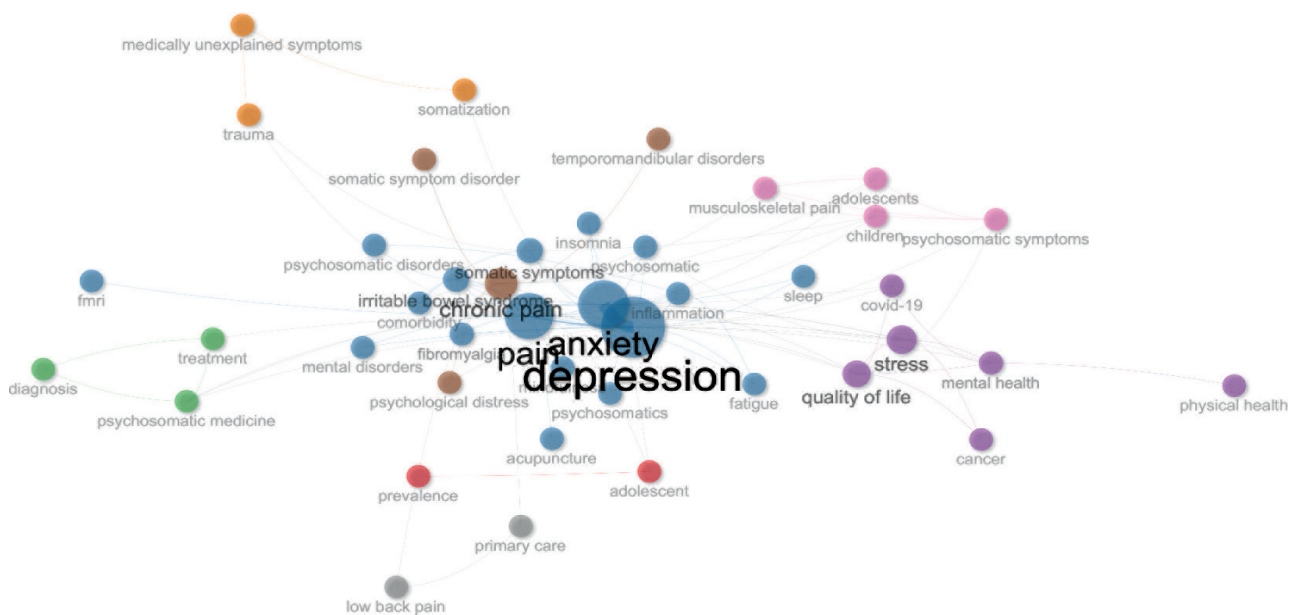 medically unexplained symptoms
somatization
trauma
temporomandibular disorders
somatic symptom disorder
adolescents
musculoskeletal pain
children
psychosomatic symptoms
insomnia
psychosomatic disorders
psychosomatic
somatic symptoms
fmri
irritable bowel syndrome
sleep
covid-19
comorbidity
chronic pain
inflammation
treatment
mental disorders
fibromyalgia
pain
anxiety
stress
diagnosis
depression
mental health
psychological distress
quality of life
psychosomatics
fatigue
physical health
psychosomatic medicine
acupuncture
cancer
prevalence
adolescent
primary care
low back pain